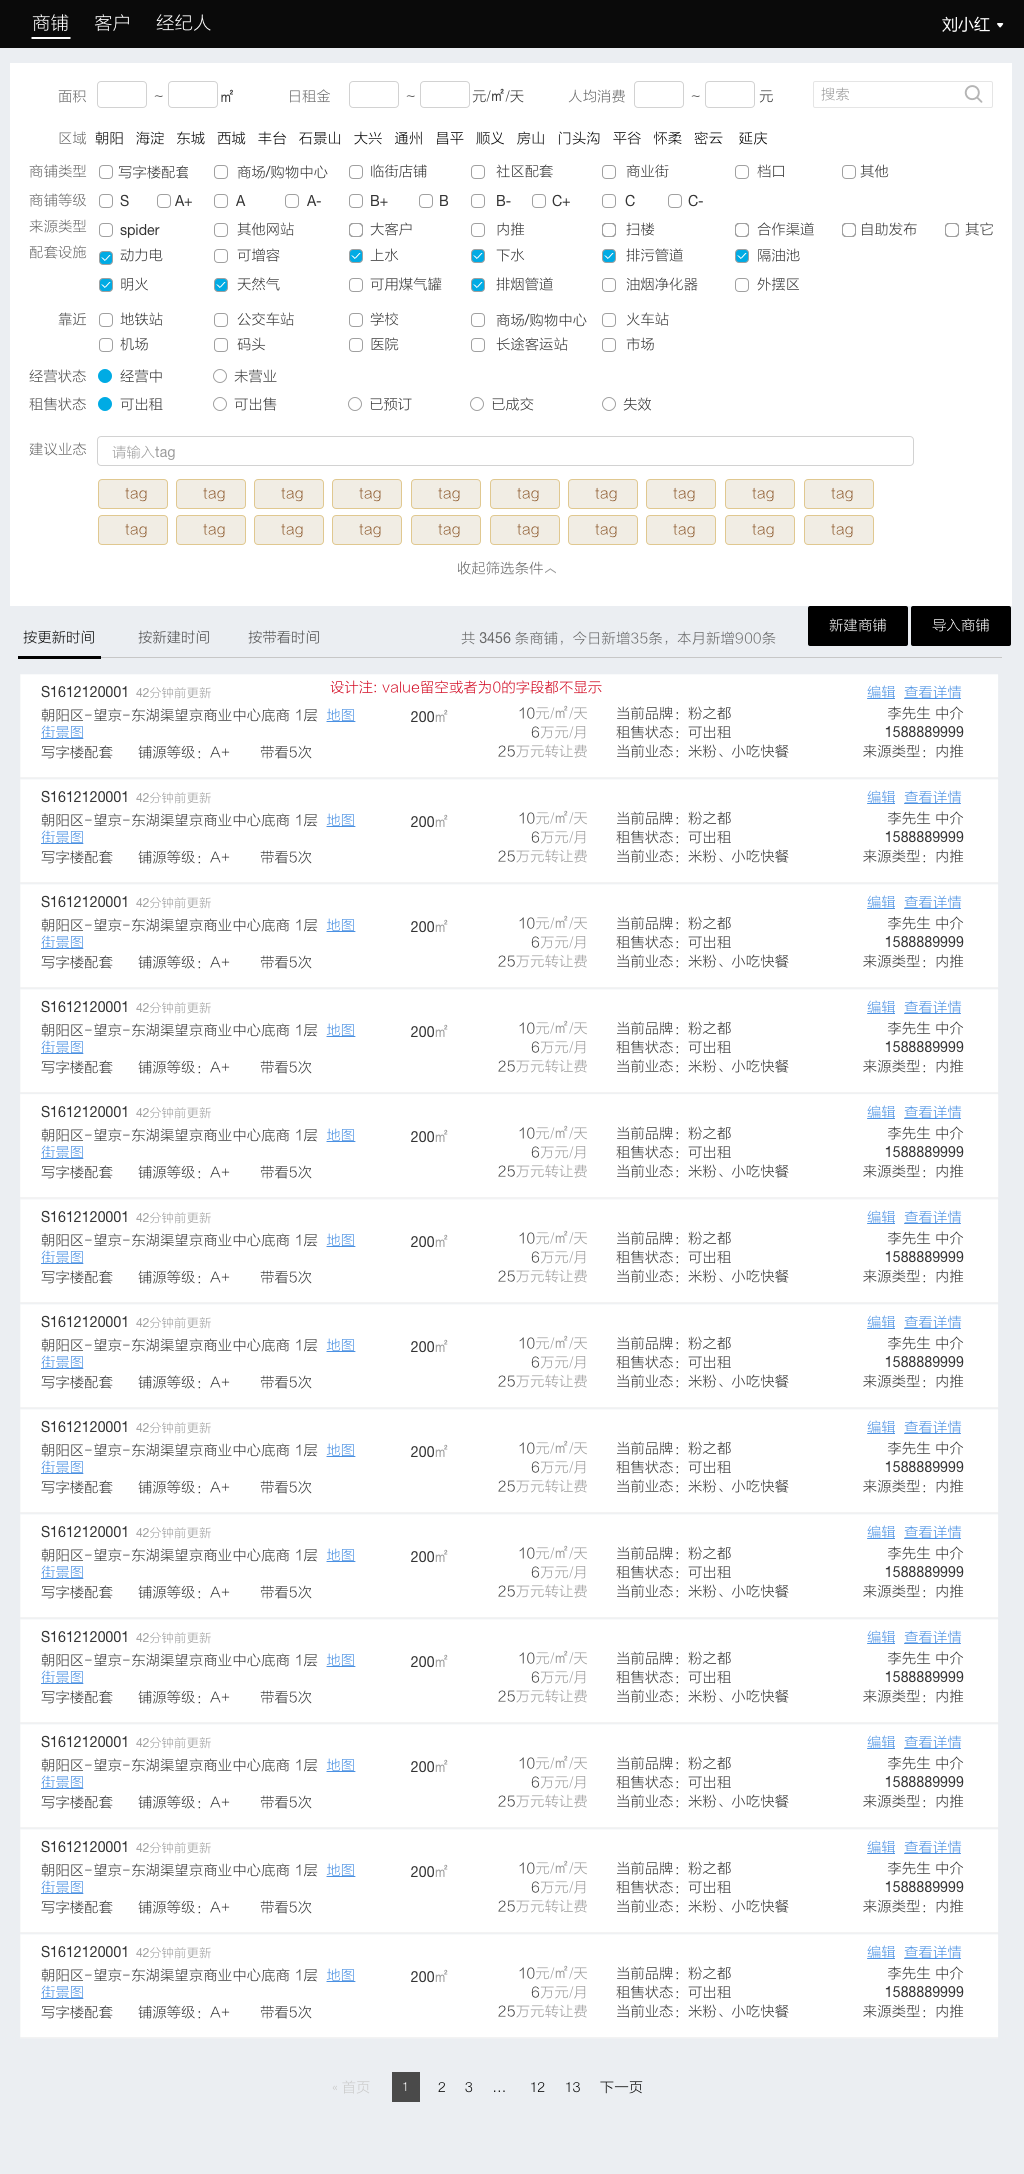 商铺 客户 经纪人 刘小红
面积 ~ ㎡ 日租金 ~ 元/㎡/天 人均消费 ~ 元 搜索
区域 朝阳 海淀 东城 西城 丰台 石景山 大兴 通州 昌平 顺义 房山 门头沟 平谷 怀柔 密云 延庆
商铺类型 写字楼配套 商场/购物中心 临街店铺 社区配套 商业街 档口 其他
商铺等级 S A+ A A- B+ B B- C+ C C-
来源类型 spider 其他网站 大客户 内推 扫楼 合作渠道 自助发布 其它
配套设施 动力电 可增容 上水 下水 排污管道 隔油池
明火 天然气 可用煤气罐 排烟管道 油烟净化器 外摆区
靠近 地铁站 公交车站 学校 商场/购物中心 火车站
机场 码头 医院 长途客运站 市场
经营状态 经营中 未营业
租售状态 可出租 可出售 已预订 已成交 失效
建议业态 请输入tag
tag tag tag tag tag tag tag tag tag tag
tag tag tag tag tag tag tag tag tag tag
收起筛选条件
按更新时间 按新建时间 按带看时间 共 3456 条商铺，今日新增35条，本月新增900条 新建商铺 导入商铺
S1612120001 42分钟前更新 设计注: value留空或者为0的字段都不显示 编辑 查看详情
朝阳区-望京-东湖渠望京商业中心底商 1层 地图 200㎡ 10元/㎡/天 当前品牌：粉之都 李先生 中介
街景图 6万元/月 租售状态：可出租 1588889999
写字楼配套 铺源等级：A+ 带看5次 25万元转让费 当前业态：米粉、小吃快餐 来源类型：内推
S1612120001 42分钟前更新 编辑 查看详情
朝阳区-望京-东湖渠望京商业中心底商 1层 地图 200㎡ 10元/㎡/天 当前品牌：粉之都 李先生 中介
街景图 6万元/月 租售状态：可出租 1588889999
写字楼配套 铺源等级：A+ 带看5次 25万元转让费 当前业态：米粉、小吃快餐 来源类型：内推
S1612120001 42分钟前更新 编辑 查看详情
朝阳区-望京-东湖渠望京商业中心底商 1层 地图 200㎡ 10元/㎡/天 当前品牌：粉之都 李先生 中介
街景图 6万元/月 租售状态：可出租 1588889999
写字楼配套 铺源等级：A+ 带看5次 25万元转让费 当前业态：米粉、小吃快餐 来源类型：内推
S1612120001 42分钟前更新 编辑 查看详情
朝阳区-望京-东湖渠望京商业中心底商 1层 地图 200㎡ 10元/㎡/天 当前品牌：粉之都 李先生 中介
街景图 6万元/月 租售状态：可出租 1588889999
写字楼配套 铺源等级：A+ 带看5次 25万元转让费 当前业态：米粉、小吃快餐 来源类型：内推
S1612120001 42分钟前更新 编辑 查看详情
朝阳区-望京-东湖渠望京商业中心底商 1层 地图 200㎡ 10元/㎡/天 当前品牌：粉之都 李先生 中介
街景图 6万元/月 租售状态：可出租 1588889999
写字楼配套 铺源等级：A+ 带看5次 25万元转让费 当前业态：米粉、小吃快餐 来源类型：内推
S1612120001 42分钟前更新 编辑 查看详情
朝阳区-望京-东湖渠望京商业中心底商 1层 地图 200㎡ 10元/㎡/天 当前品牌：粉之都 李先生 中介
街景图 6万元/月 租售状态：可出租 1588889999
写字楼配套 铺源等级：A+ 带看5次 25万元转让费 当前业态：米粉、小吃快餐 来源类型：内推
S1612120001 42分钟前更新 编辑 查看详情
朝阳区-望京-东湖渠望京商业中心底商 1层 地图 200㎡ 10元/㎡/天 当前品牌：粉之都 李先生 中介
街景图 6万元/月 租售状态：可出租 1588889999
写字楼配套 铺源等级：A+ 带看5次 25万元转让费 当前业态：米粉、小吃快餐 来源类型：内推
S1612120001 42分钟前更新 编辑 查看详情
朝阳区-望京-东湖渠望京商业中心底商 1层 地图 200㎡ 10元/㎡/天 当前品牌：粉之都 李先生 中介
街景图 6万元/月 租售状态：可出租 1588889999
写字楼配套 铺源等级：A+ 带看5次 25万元转让费 当前业态：米粉、小吃快餐 来源类型：内推
S1612120001 42分钟前更新 编辑 查看详情
朝阳区-望京-东湖渠望京商业中心底商 1层 地图 200㎡ 10元/㎡/天 当前品牌：粉之都 李先生 中介
街景图 6万元/月 租售状态：可出租 1588889999
写字楼配套 铺源等级：A+ 带看5次 25万元转让费 当前业态：米粉、小吃快餐 来源类型：内推
S1612120001 42分钟前更新 编辑 查看详情
朝阳区-望京-东湖渠望京商业中心底商 1层 地图 200㎡ 10元/㎡/天 当前品牌：粉之都 李先生 中介
街景图 6万元/月 租售状态：可出租 1588889999
写字楼配套 铺源等级：A+ 带看5次 25万元转让费 当前业态：米粉、小吃快餐 来源类型：内推
S1612120001 42分钟前更新 编辑 查看详情
朝阳区-望京-东湖渠望京商业中心底商 1层 地图 200㎡ 10元/㎡/天 当前品牌：粉之都 李先生 中介
街景图 6万元/月 租售状态：可出租 1588889999
写字楼配套 铺源等级：A+ 带看5次 25万元转让费 当前业态：米粉、小吃快餐 来源类型：内推
S1612120001 42分钟前更新 编辑 查看详情
朝阳区-望京-东湖渠望京商业中心底商 1层 地图 200㎡ 10元/㎡/天 当前品牌：粉之都 李先生 中介
街景图 6万元/月 租售状态：可出租 1588889999
写字楼配套 铺源等级：A+ 带看5次 25万元转让费 当前业态：米粉、小吃快餐 来源类型：内推
S1612120001 42分钟前更新 编辑 查看详情
朝阳区-望京-东湖渠望京商业中心底商 1层 地图 200㎡ 10元/㎡/天 当前品牌：粉之都 李先生 中介
街景图 6万元/月 租售状态：可出租 1588889999
写字楼配套 铺源等级：A+ 带看5次 25万元转让费 当前业态：米粉、小吃快餐 来源类型：内推
« 首页 1 2 3 ... 12 13 下一页